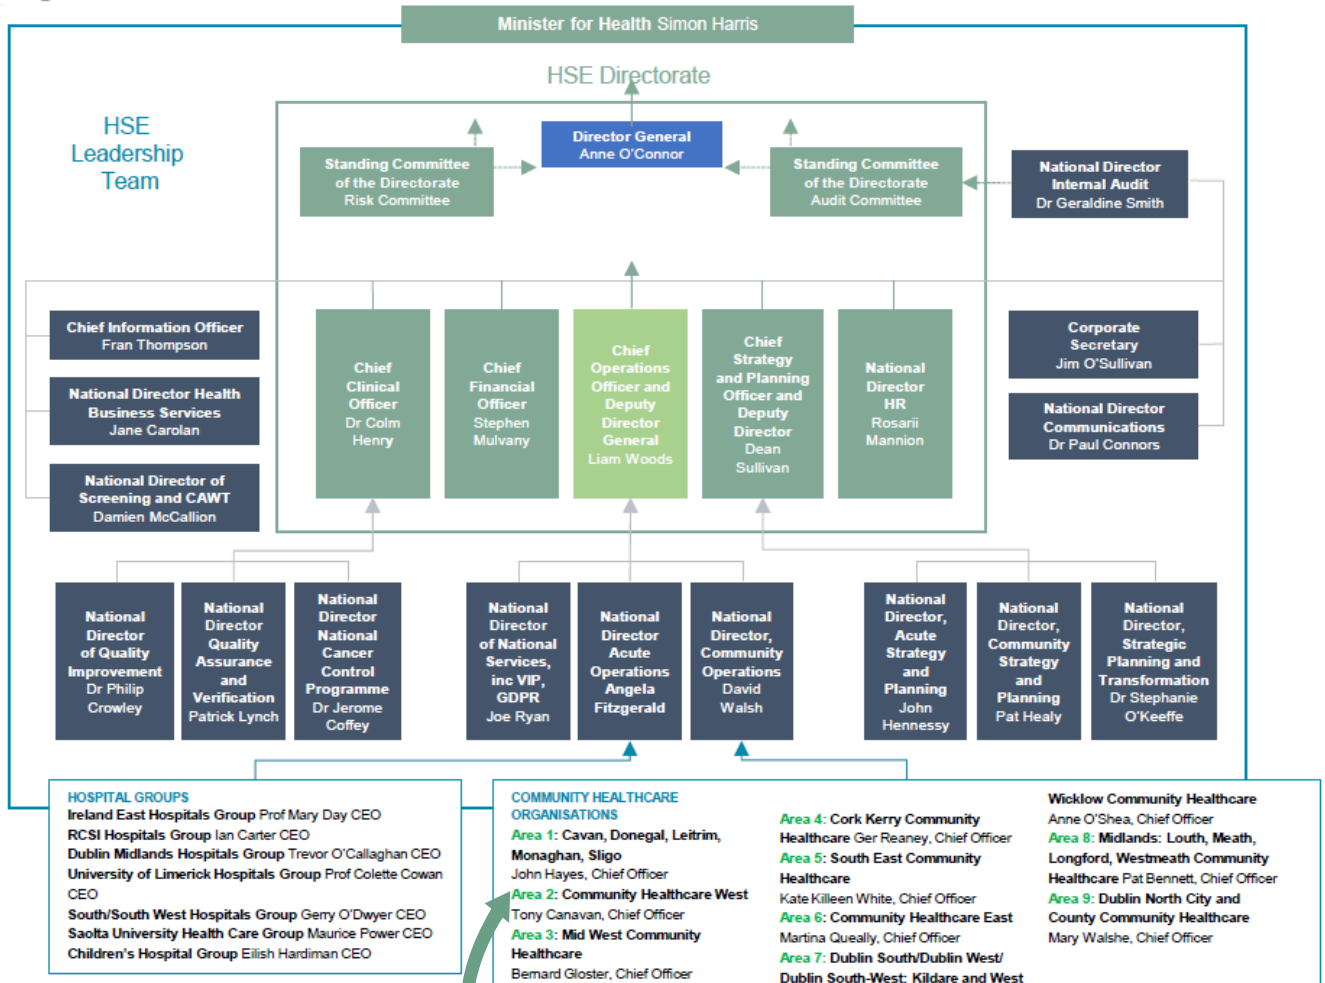 Minister for Health Simon Harris
HSE Directorate
HSE
Leadership
Team
Director General
Anne O'Connor
Standing Committee
of the Directorate
Risk Committee
Standing Committee
of the Directorate
Audit Committee
National Director
Internal Audit
Dr Geraldine Smith
Chief Information Officer
Fran Thompson
National Director Health
Business Services
Jane Carolan
National Director of
Screening and CAWT
Damien McCallion
Chief
Clinical
Officer
Dr Colm
Henry
Chief
Financial
Officer
Stephen
Mulvany
Chief
Operations
Officer and
Deputy
Director
General
Liam Woods
Chief
Strategy
and Planning
Officer and
Deputy
Director
Dean
Sullivan
National
Director
HR
Rosarii
Mannion
Corporate
Secretary
Jim O'Sullivan
National Director
Communications
Dr Paul Connors
National
Director
of Quality
Improvement
Dr Philip
Crowley
National
Director
Quality
Assurance
and
Verification
Patrick Lynch
National
Director
National
Cancer
Control
Programme
Dr Jerome
Coffey
National
Director
of National
Services,
inc VIP,
GDPR
Joe Ryan
National
Director
Acute
Operations
Angela
Fitzgerald
National
Director,
Community
Operations
David
Walsh
National
Director,
Acute
Strategy
and
Planning
John
Hennessy
National
Director,
Community
Strategy
and
Planning
Pat Healy
National
Director,
Strategic
Planning and
Transformation
Dr Stephanie
O'Keeffe
HOSPITAL GROUPS
Ireland East Hospitals Group Prof Mary Day CEO
RCSI Hospitals Group Ian Carter CEO
Dublin Midlands Hospitals Group Trevor O'Callaghan CEO
University of Limerick Hospitals Group Prof Colette Cowan
CEO
South/South West Hospitals Group Gerry O'Dwyer CEO
Saolta University Health Care Group Maurice Power CEO
Children's Hospital Group Eilish Hardiman CEO
COMMUNITY HEALTHCARE
ORGANISATIONS
Area 1: Cavan, Donegal, Leitrim,
Monaghan, Sligo
John Hayes, Chief Officer
Area 2: Community Healthcare West
Tony Canavan, Chief Officer
Area 3: Mid West Community
Healthcare
Bernard Gloster, Chief Officer
Area 4: Cork Kerry Community
Healthcare Ger Reaney, Chief Officer
Area 5: South East Community
Healthcare
Kate Killeen White, Chief Officer
Area 6: Community Healthcare East
Martina Queally, Chief Officer
Area 7: Dublin South/Dublin West/
Dublin South-West: Kildare and West
Wicklow Community Healthcare
Anne O'Shea, Chief Officer
Area 8: Midlands: Louth, Meath,
Longford, Westmeath Community
Healthcare Pat Bennett, Chief Officer
Area 9: Dublin North City and
County Community Healthcare
Mary Walshe, Chief Officer